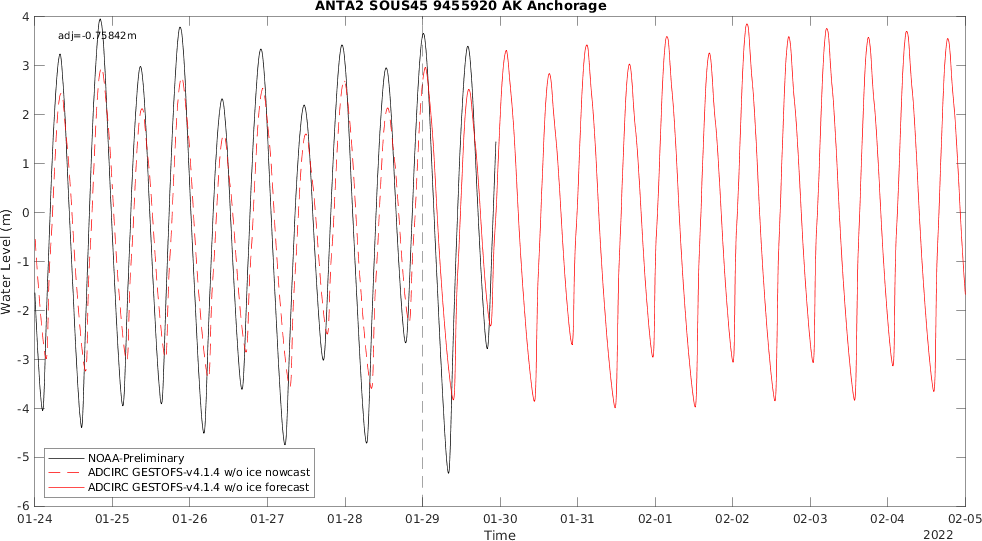 ANTA2 SOUS45 9455920 AK Anchorage
adj=-0.75842m
4
3
2
1
0
-1
-2
-3
-4
-5
-6
Water Level (m)
NOAA-Preliminary
ADCIRC GESTOFS-v4.1.4 w/o ice nowcast
ADCIRC GESTOFS-v4.1.4 w/o ice forecast
01-24 01-25 01-26 01-27 01-28 01-29 01-30 01-31 02-01 02-02 02-03 02-04 02-05
Time
2022